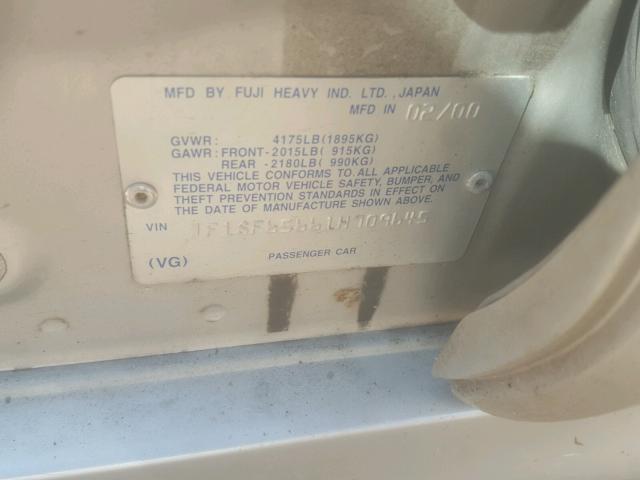 MFD BY FUJI HEAVY IND. LTD., JAPAN
MFD IN 02/00
GVWR: 4175LB(1895KG)
GAWR: FRONT-2015LB( 915KG)
REAR -2180LB( 990KG)
THIS VEHICLE CONFORMS TO ALL APPLICABLE
FEDERAL MOTOR VEHICLE SAFETY, BUMPER, AND
THEFT PREVENTION STANDARDS IN EFFECT ON
THE DATE OF MANUFACTURE SHOWN ABOVE.
VIN
(VG) PASSENGER CAR